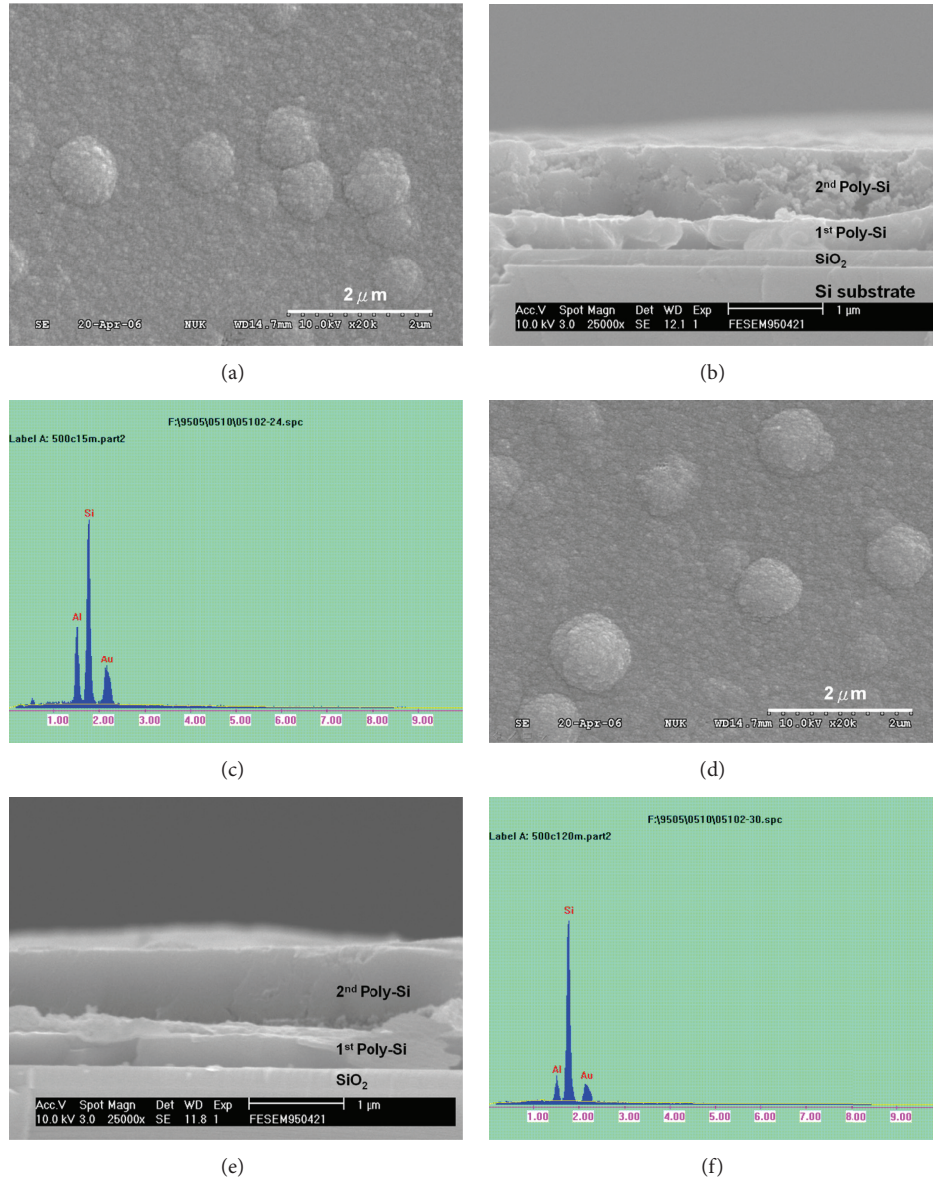 2 μm
SE 20-Apr-06 NUK WD14.7mm 10.0kV x20k 2um
(a)
2nd Poly-Si
1st Poly-Si
SiO2
Si substrate
Acc.V Spot Magn Det WD Exp 1 μm
10.0 kV 3.0 25000x SE 12.1 1 FESEM950421
(b)
F:\9505\0510\05102-24.spc
Label A: 500c15m.part2
Si
Al
Au
1.00 2.00 3.00 4.00 5.00 6.00 7.00 8.00 9.00
(c)
2 μm
SE 20-Apr-06 NUK WD14.7mm 10.0kV x20k 2um
(d)
2nd Poly-Si
1st Poly-Si
SiO2
Acc.V Spot Magn Det WD Exp 1 μm
10.0 kV 3.0 25000x SE 11.8 1 FESEM950421
(e)
F:\9505\0510\05102-30.spc
Label A: 500c120m.part2
Si
Al Au
1.00 2.00 3.00 4.00 5.00 6.00 7.00 8.00 9.00
(f)